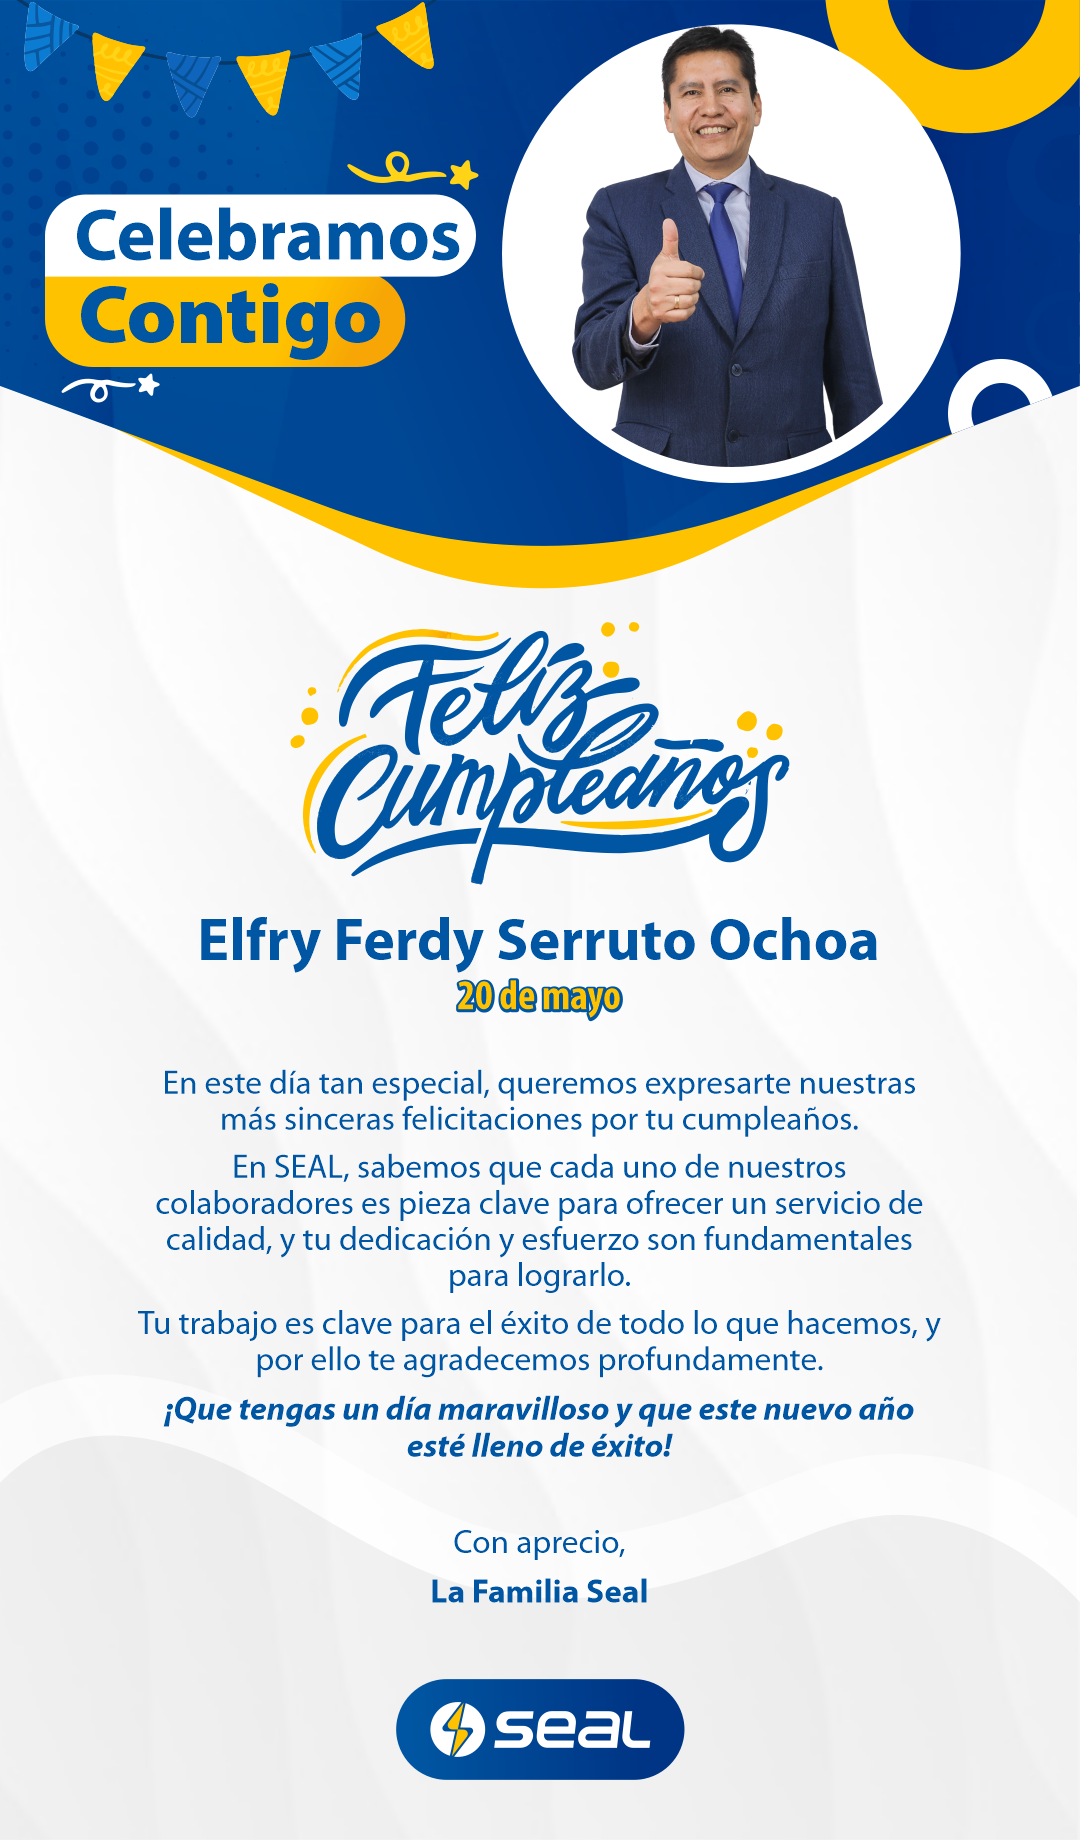 Celebramos
Contigo
Feliz
Cumpleaños
Elfry Ferdy Serruto Ochoa
20 de mayo
En este día tan especial, queremos expresarte nuestras
más sinceras felicitaciones por tu cumpleaños.
En SEAL, sabemos que cada uno de nuestros
colaboradores es pieza clave para ofrecer un servicio de
calidad, y tu dedicación y esfuerzo son fundamentales
para lograrlo.
Tu trabajo es clave para el éxito de todo lo que hacemos, y
por ello te agradecemos profundamente.
¡Que tengas un día maravilloso y que este nuevo año
esté lleno de éxito!
Con aprecio,
La Familia Seal
seal